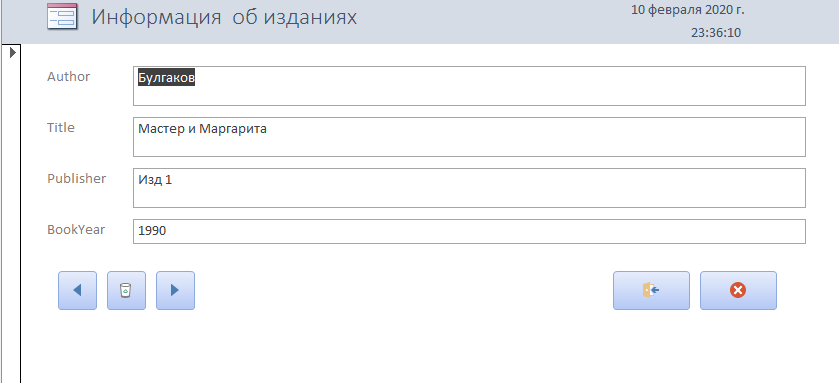 Информация об изданиях
10 февраля 2020 г.
23:36:10
Author Булгаков
Title Мастер и Маргарита
Publisher Изд 1
BookYear 1990